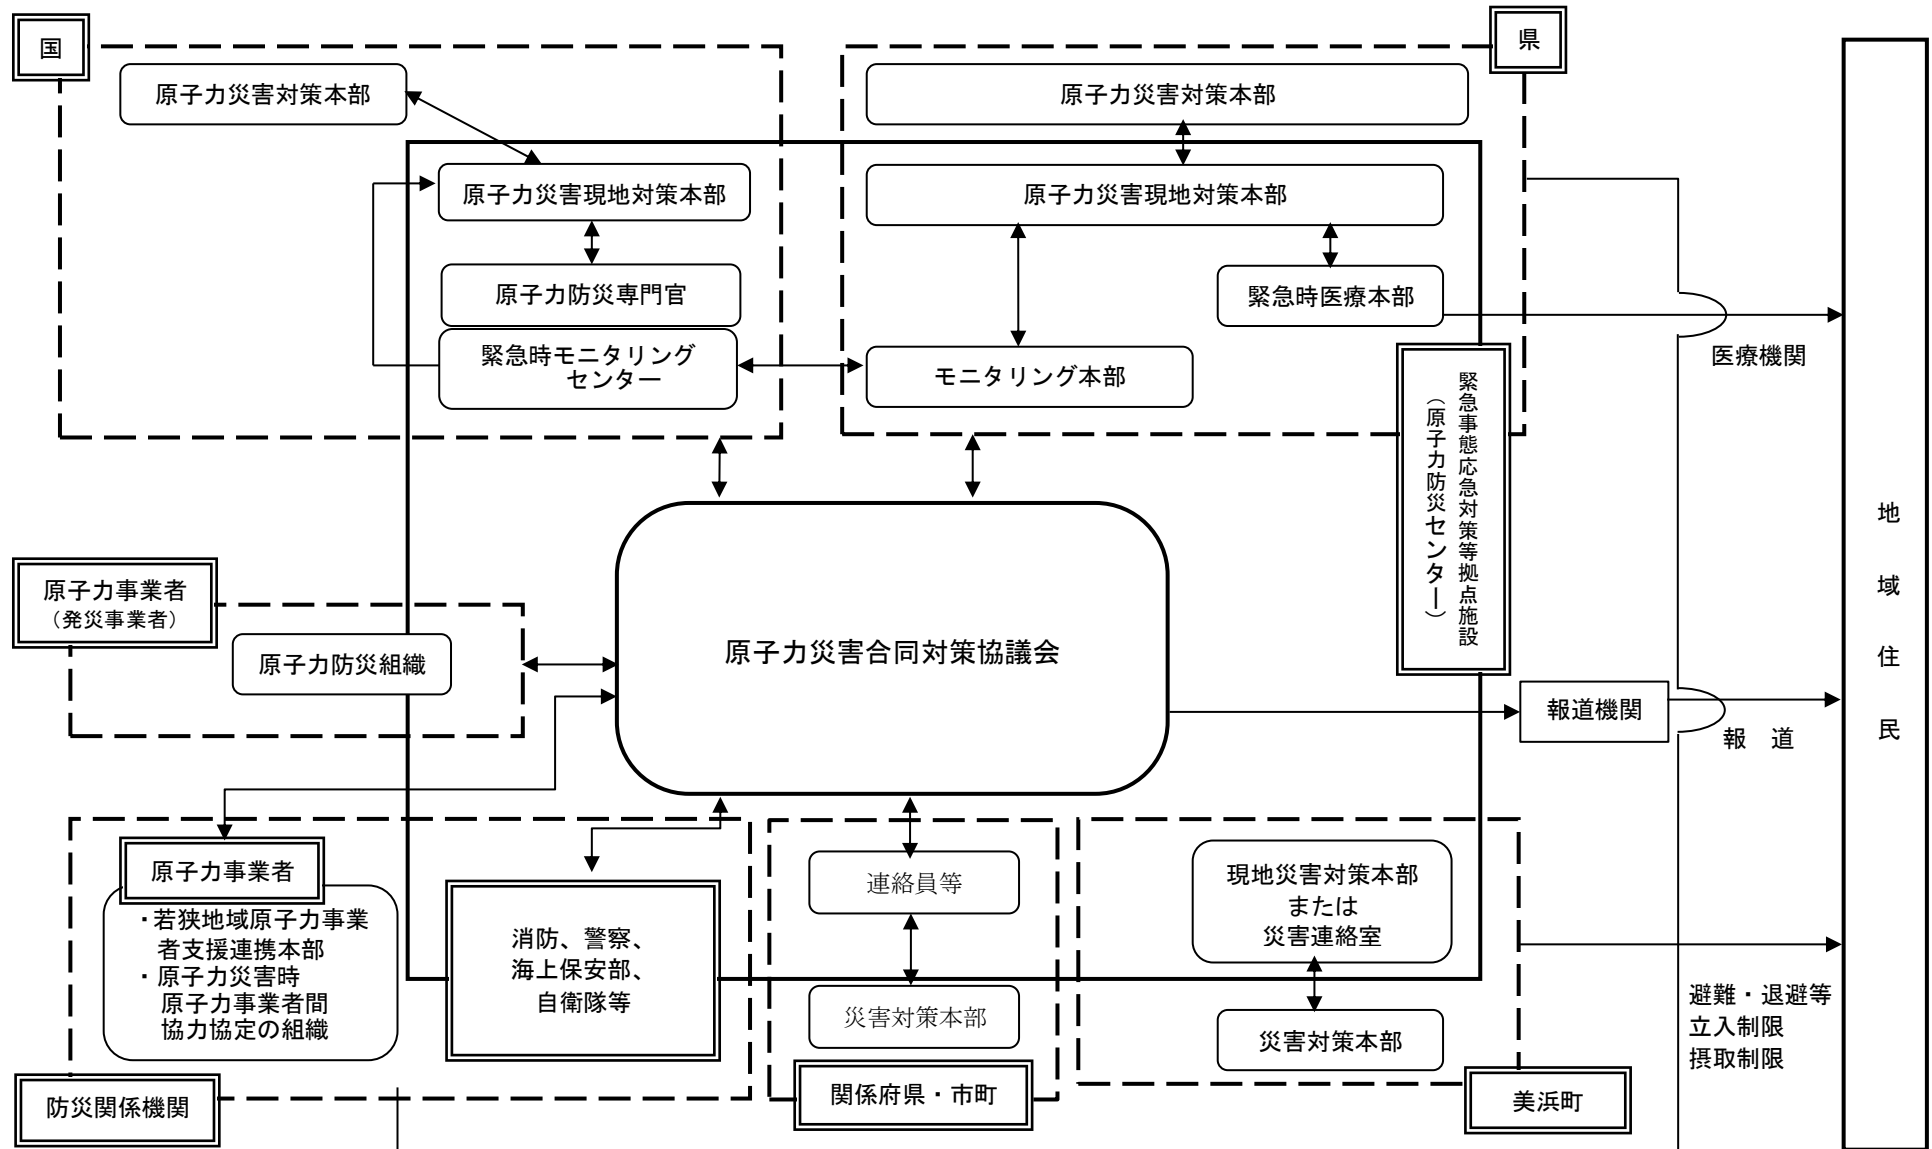 国
県
原子力災害対策本部
原子力災害対策本部
原子力災害現地対策本部
原子力災害現地対策本部
原子力防災専門官
緊急時医療本部
緊急時モニタリング
センター
モニタリング本部
医療機関
緊急事態応急対策等拠点施設
（原子力防災センター）
地域住民
原子力事業者
（発災事業者）
原子力防災組織
原子力災害合同対策協議会
報道機関
報　道
原子力事業者
・若狭地域原子力事業
者支援連携本部
・原子力災害時
原子力事業者間
協力協定の組織
消防、警察、
海上保安部、
自衛隊等
連絡員等
災害対策本部
現地災害対策本部
または
災害連絡室
災害対策本部
避難・退避等
立入制限
摂取制限
防災関係機関
関係府県・市町
美浜町